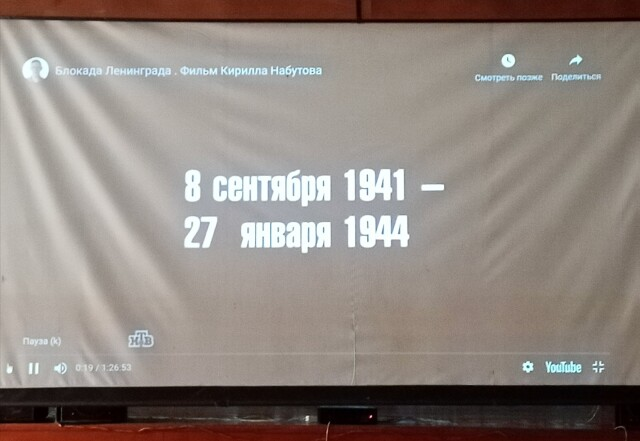 Блокада Ленинграда . Фильм Кирилла Набутова
Смотреть позже
Поделиться
8 сентября 1941 –
27 января 1944
Пауза (k)
НТВ
0:19 / 1:26:53
YouTube